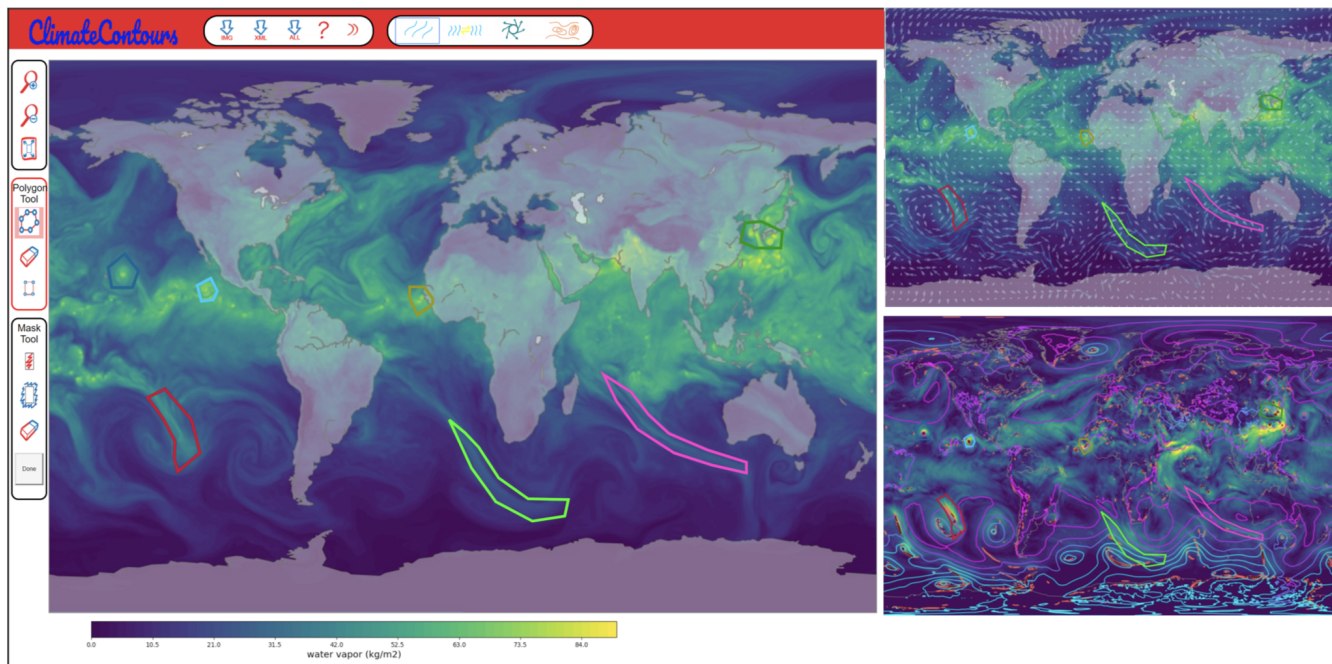 ClimateContours
IMG
XML
ALL
?
Polygon
Tool
Mask
Tool
Done
0.0 10.5 21.0 31.5 42.0 52.5 63.0 73.5 84.0
water vapor (kg/m2)